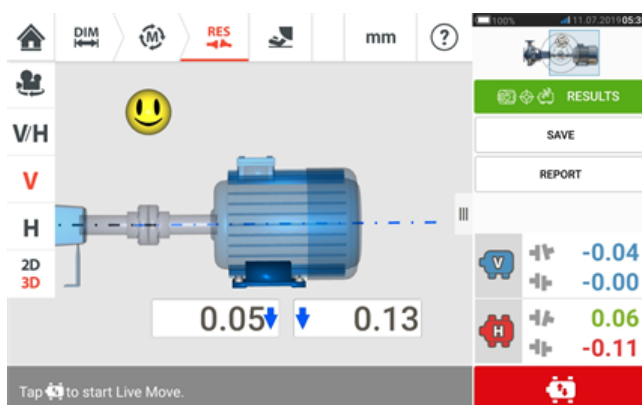 DIM
M
RES
mm
?
100%
11.07.2019 05:3
V/H
V
H
2D
3D
RESULTS
SAVE
REPORT
0.05
0.13
V
-0.04
-0.00
H
0.06
-0.11
Tap to start Live Move.